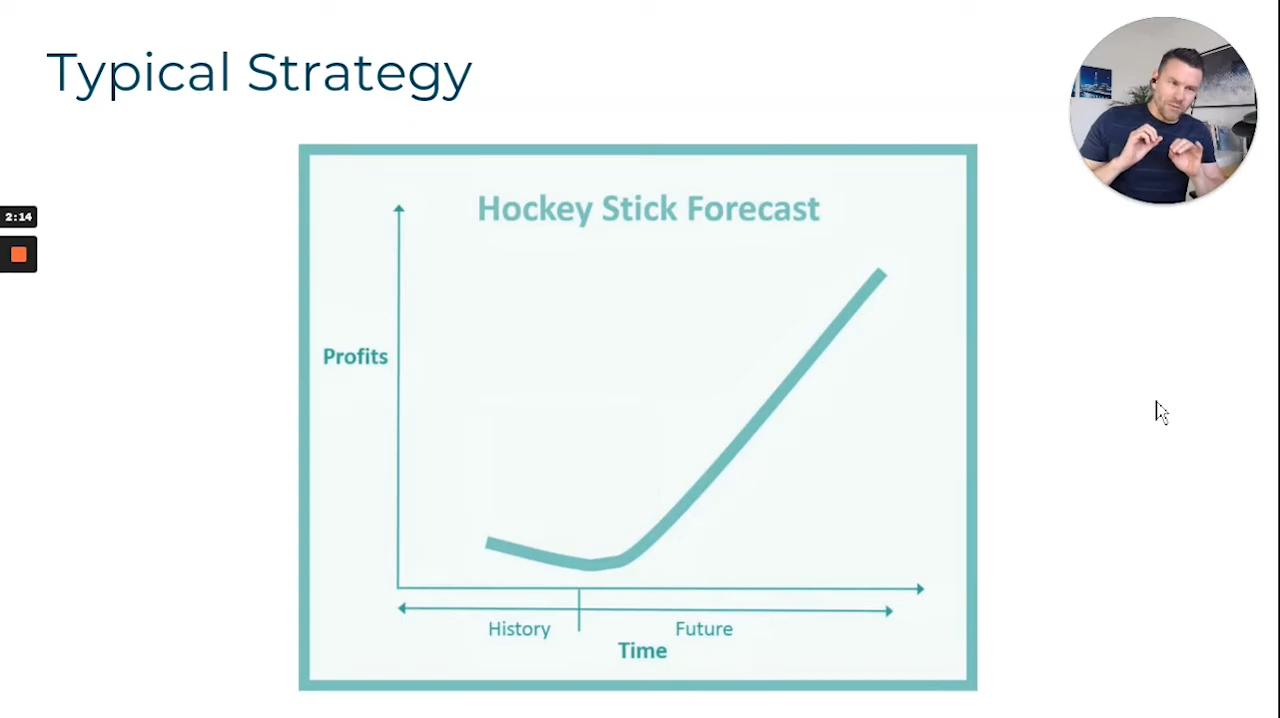 Typical Strategy
2:14
Hockey Stick Forecast
Profits
History Future
Time